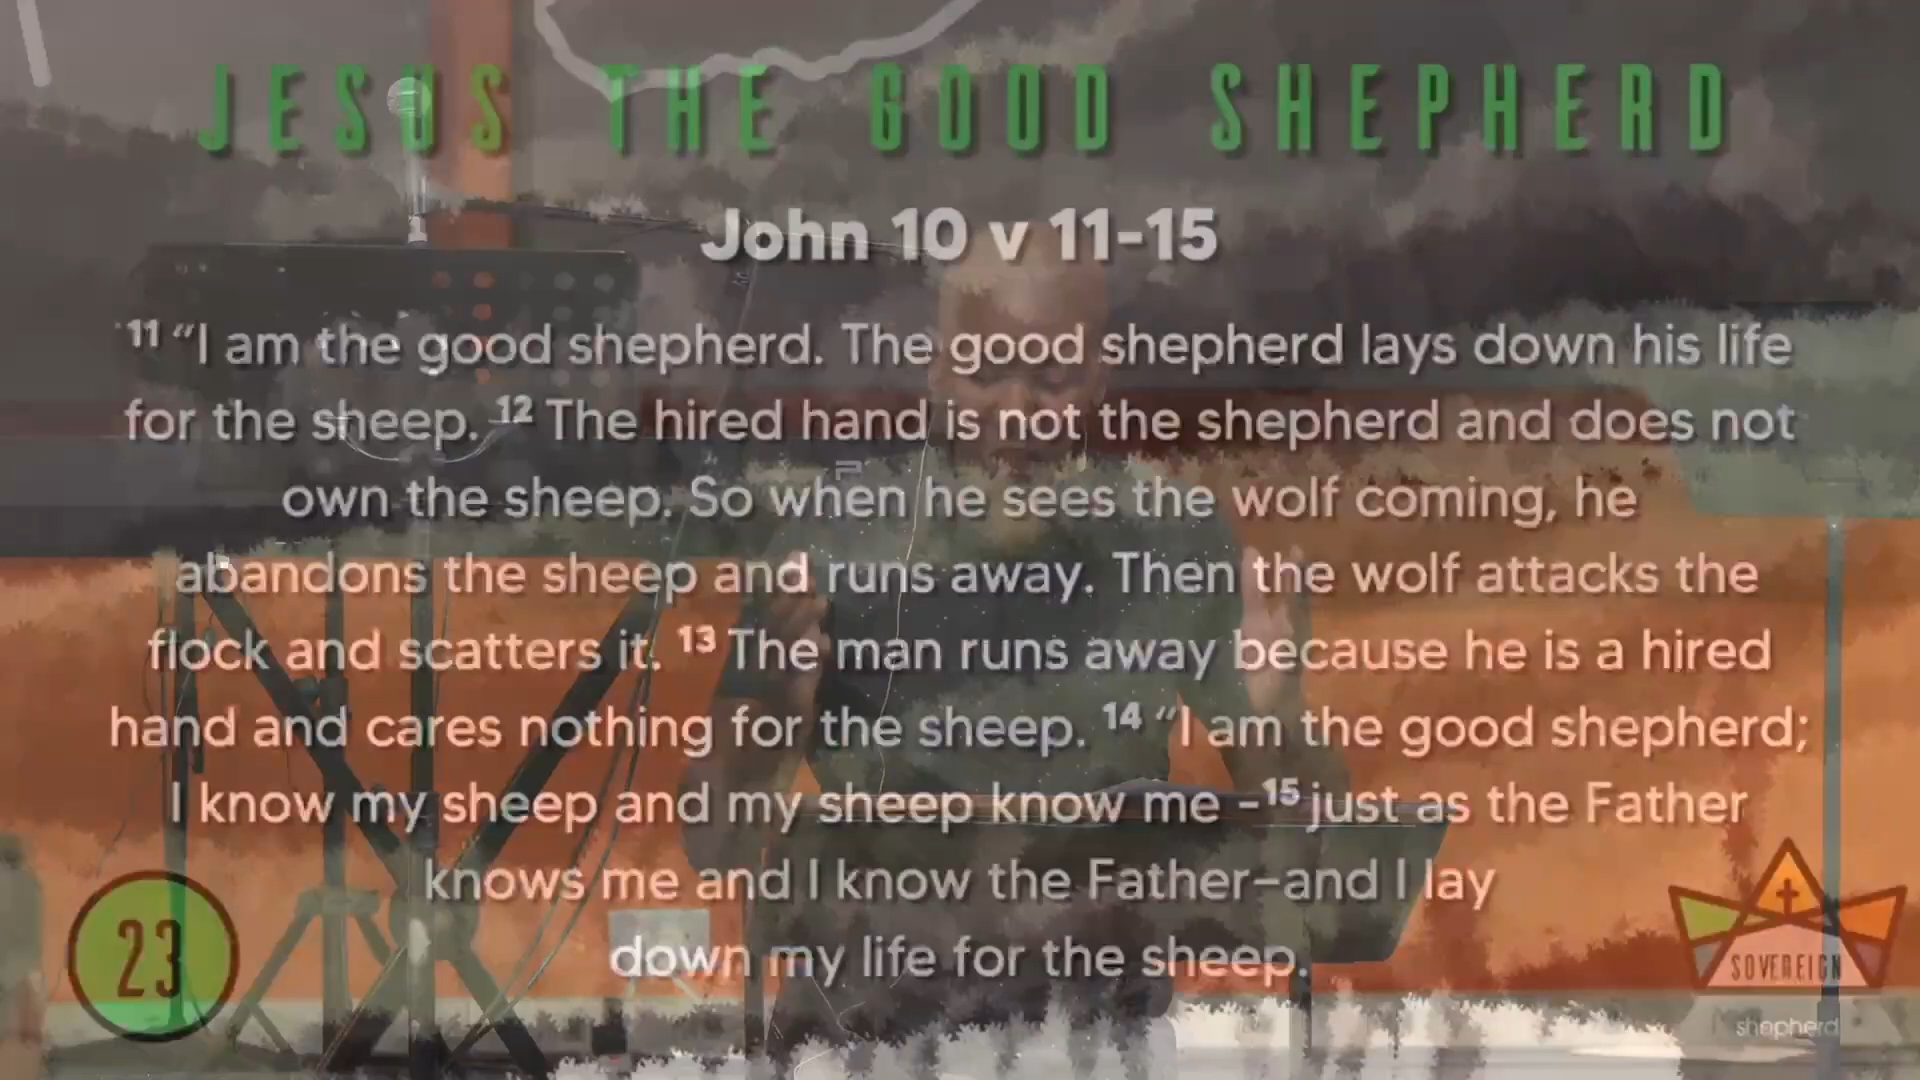 JESUS THE GOOD SHEPHERD
John 10 v 11-15
¹¹ “I am the good shepherd. The good shepherd lays down his life
for the sheep. ¹² The hired hand is not the shepherd and does not
own the sheep. So when he sees the wolf coming, he
abandons the sheep and runs away. Then the wolf attacks the
flock and scatters it. ¹³ The man runs away because he is a hired
hand and cares nothing for the sheep. ¹⁴ “I am the good shepherd;
I know my sheep and my sheep know me -¹⁵ just as the Father
knows me and I know the Father–and I lay
down my life for the sheep.
23
SOVEREIGN
shepherd